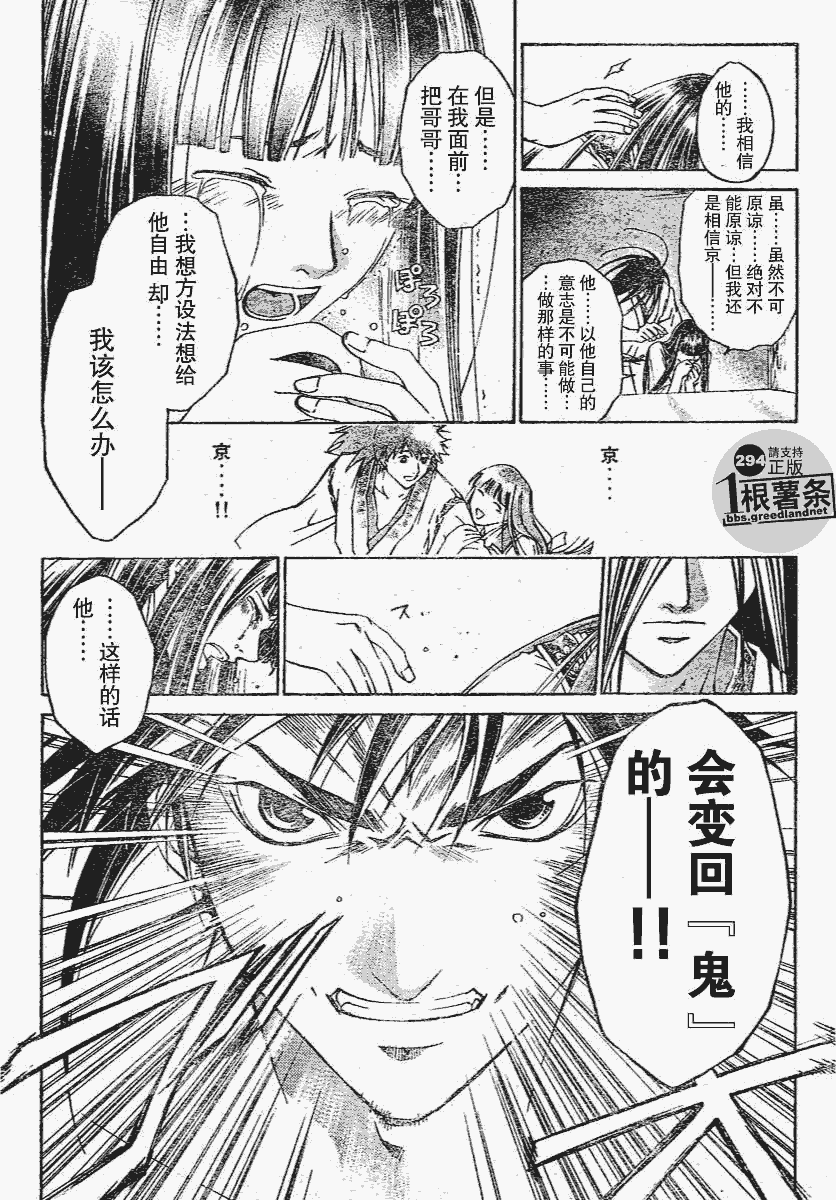 ……我相信
他的……
虽……虽然不可
原谅……绝对不
能原谅…但我还
是相信京——
他……以他自己的
意志是不可能做…
…做那样的事……
但是……
在我面前…
把哥哥……
…我想方设法想给
他自由 却……
我该怎么办——
ぽろ
ぽろ
京…
京…!!
294
請支持
正版
1根薯条
bbs.greedland.net
ス
……这样的话
他……
会变回『鬼』
的——!!